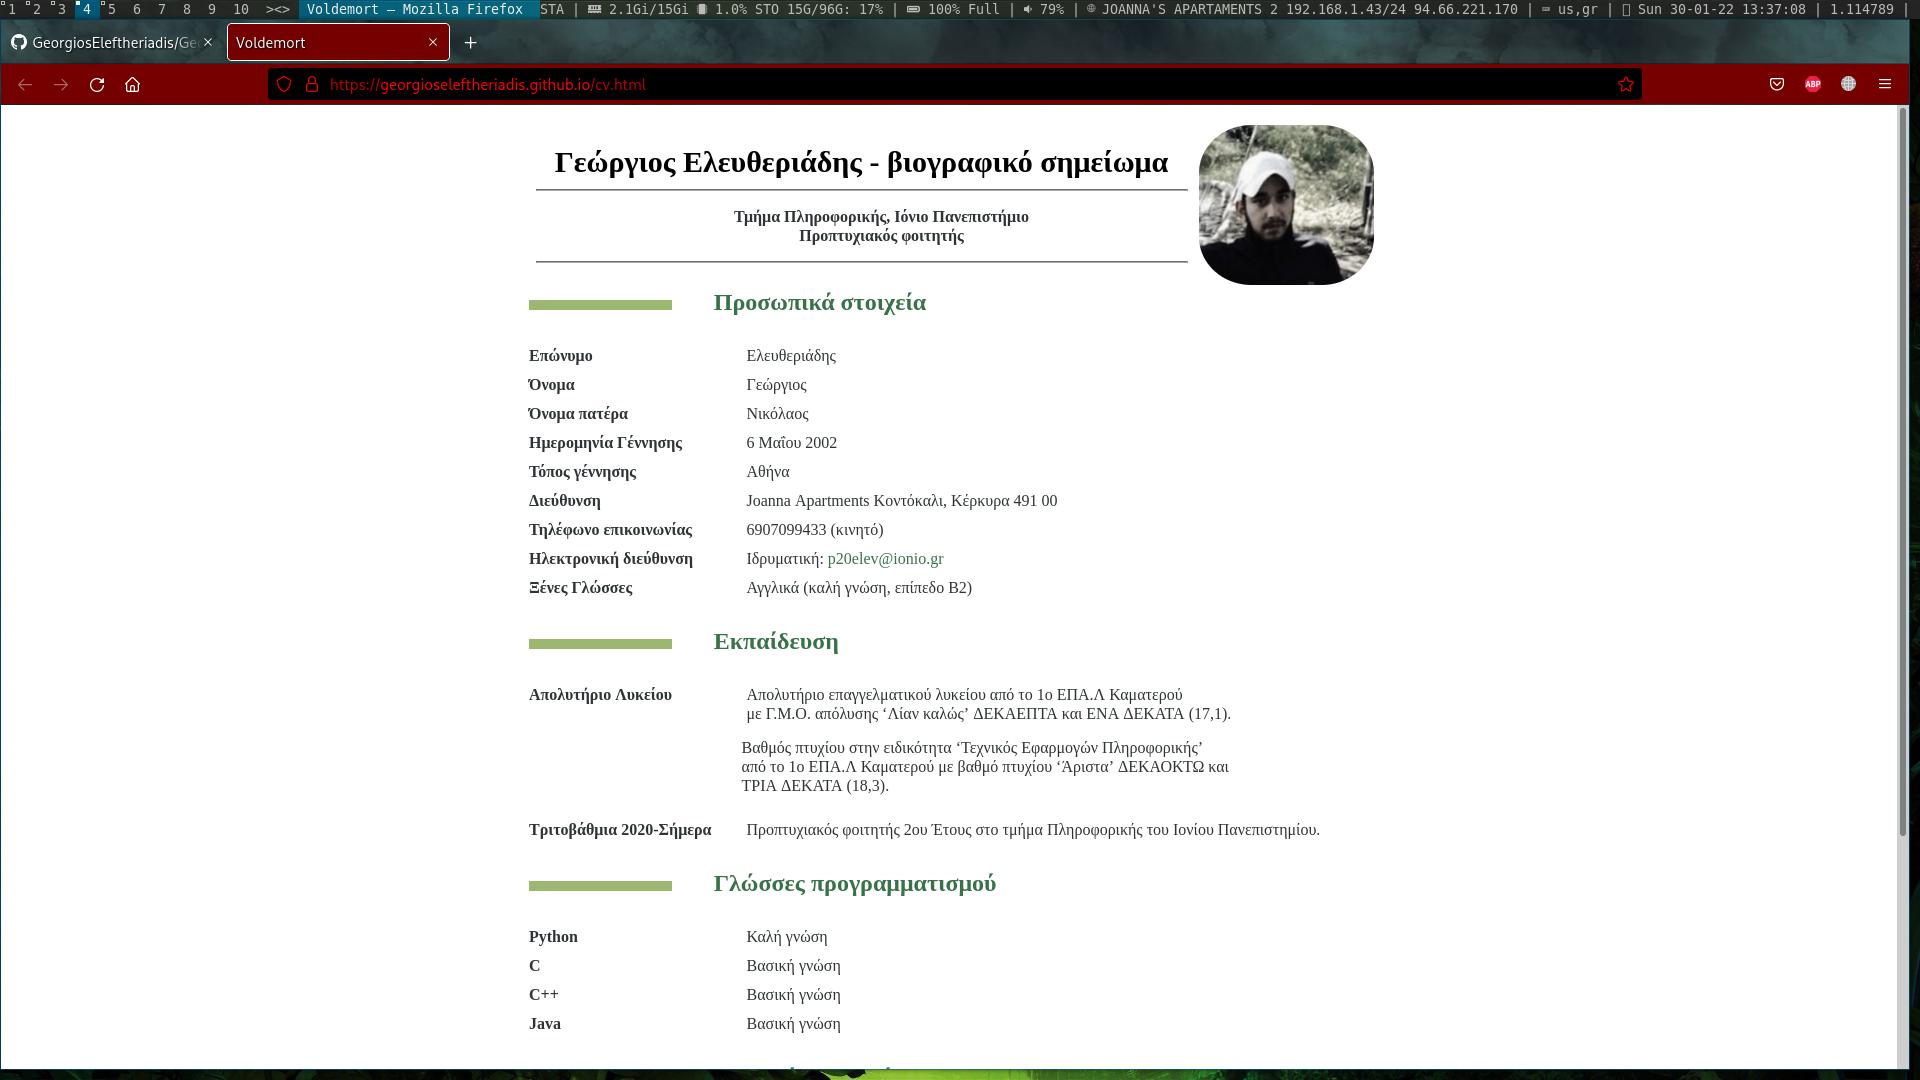 1 2 3 4 5 6 7 8 9 10 ><> Voldemort — Mozilla Firefox STA | 2.1Gi/15Gi 1.0% STO 15G/96G: 17% | 100% Full | 79% | JOANNA'S APARTAMENTS 2 192.168.1.43/24 94.66.221.170 | us,gr | Sun 30-01-22 13:37:08 | 1.114789 |
GeorgiosEleftheriadis/Ge Voldemort
https://georgioseleftheriadis.github.io/cv.html
ABP
Γεώργιος Ελευθεριάδης - βιογραφικό σημείωμα
Τμήμα Πληροφορικής, Ιόνιο Πανεπιστήμιο
Προπτυχιακός φοιτητής
Προσωπικά στοιχεία
Επώνυμο Ελευθεριάδης
Όνομα Γεώργιος
Όνομα πατέρα Νικόλαος
Ημερομηνία Γέννησης 6 Μαΐου 2002
Τόπος γέννησης Αθήνα
Διεύθυνση Joanna Apartments Κοντόκαλι, Κέρκυρα 491 00
Τηλέφωνο επικοινωνίας 6907099433 (κινητό)
Ηλεκτρονική διεύθυνση Ιδρυματική: p20elev@ionio.gr
Ξένες Γλώσσες Αγγλικά (καλή γνώση, επίπεδο B2)
Εκπαίδευση
Απολυτήριο Λυκείου Απολυτήριο επαγγελματικού λυκείου από το 1ο ΕΠΑ.Λ Καματερού
με Γ.Μ.Ο. απόλυσης ‘Λίαν καλώς’ ΔΕΚΑΕΠΤΑ και ΕΝΑ ΔΕΚΑΤΑ (17,1).
Βαθμός πτυχίου στην ειδικότητα ‘Τεχνικός Εφαρμογών Πληροφορικής’
από το 1ο ΕΠΑ.Λ Καματερού με βαθμό πτυχίου ‘Άριστα’ ΔΕΚΑΟΚΤΩ και
ΤΡΙΑ ΔΕΚΑΤΑ (18,3).
Τριτοβάθμια 2020-Σήμερα Προπτυχιακός φοιτητής 2ου Έτους στο τμήμα Πληροφορικής του Ιονίου Πανεπιστημίου.
Γλώσσες προγραμματισμού
Python Καλή γνώση
C Βασική γνώση
C++ Βασική γνώση
Java Βασική γνώση